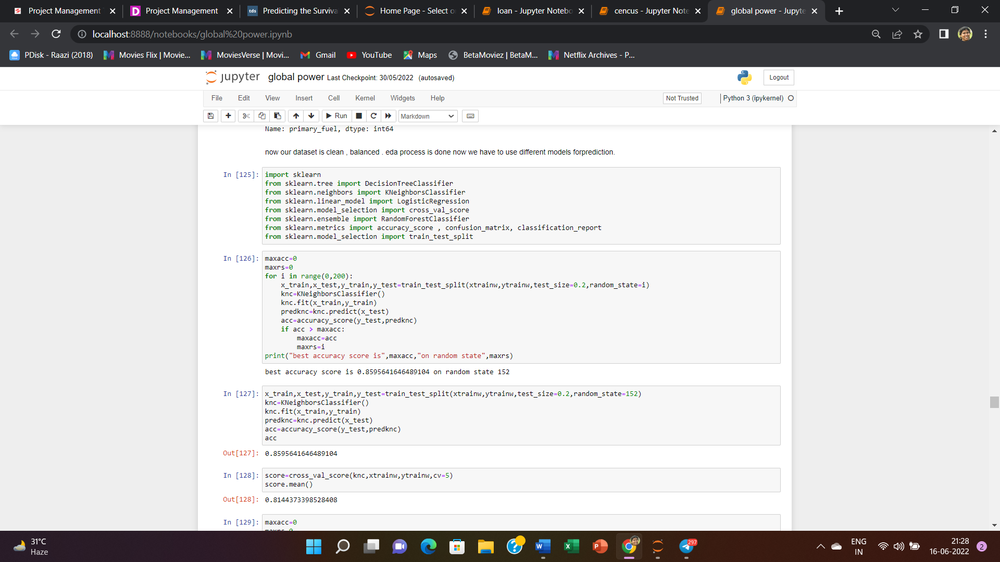 Project Management T
Project Management
Predicting the Surviva
Home Page - Select o
loan - Jupyter Notebo
cencus - Jupyter Note
global power - Jupyte
localhost:8888/notebooks/global%20power.ipynb
PDisk - Raazi (2018)
Movies Flix | Movie...
MoviesVerse | Movi...
Gmail
YouTube
Maps
BetaMoviez | BetaM...
Netflix Archives - P...
jupyter global power Last Checkpoint: 30/05/2022 (autosaved)
Logout
File Edit View Insert Cell Kernel Widgets Help
Not Trusted
Python 3 (ipykernel)
Run
Markdown
Name: primary_fuel, dtype: int64
now our dataset is clean , balanced . eda process is done now we have to use different models forprediction.
In [125]:
import sklearn
from sklearn.tree import DecisionTreeClassifier
from sklearn.neighbors import KNeighborsClassifier
from sklearn.linear_model import LogisticRegression
from sklearn.model_selection import cross_val_score
from sklearn.ensemble import RandomForestClassifier
from sklearn.metrics import accuracy_score , confusion_matrix, classification_report
from sklearn.model_selection import train_test_split
In [126]:
maxacc=0
maxrs=0
for i in range(0,200):
    x_train,x_test,y_train,y_test=train_test_split(xtrainw,ytrainw,test_size=0.2,random_state=i)
    knc=KNeighborsClassifier()
    knc.fit(x_train,y_train)
    predknc=knc.predict(x_test)
    acc=accuracy_score(y_test,predknc)
    if acc > maxacc:
        maxacc=acc
        maxrs=i
print("best accuracy score is",maxacc,"on random state",maxrs)
best accuracy score is 0.8595641646489104 on random state 152
In [127]:
x_train,x_test,y_train,y_test=train_test_split(xtrainw,ytrainw,test_size=0.2,random_state=152)
knc=KNeighborsClassifier()
knc.fit(x_train,y_train)
predknc=knc.predict(x_test)
acc=accuracy_score(y_test,predknc)
acc
Out[127]: 0.8595641646489104
In [128]:
score=cross_val_score(knc,xtrainw,ytrainw,cv=5)
score.mean()
Out[128]: 0.8144373398528408
In [129]:
maxacc=0
maxrs=0
31°C
Haze
297
ENG
IN
21:28
16-06-2022
2